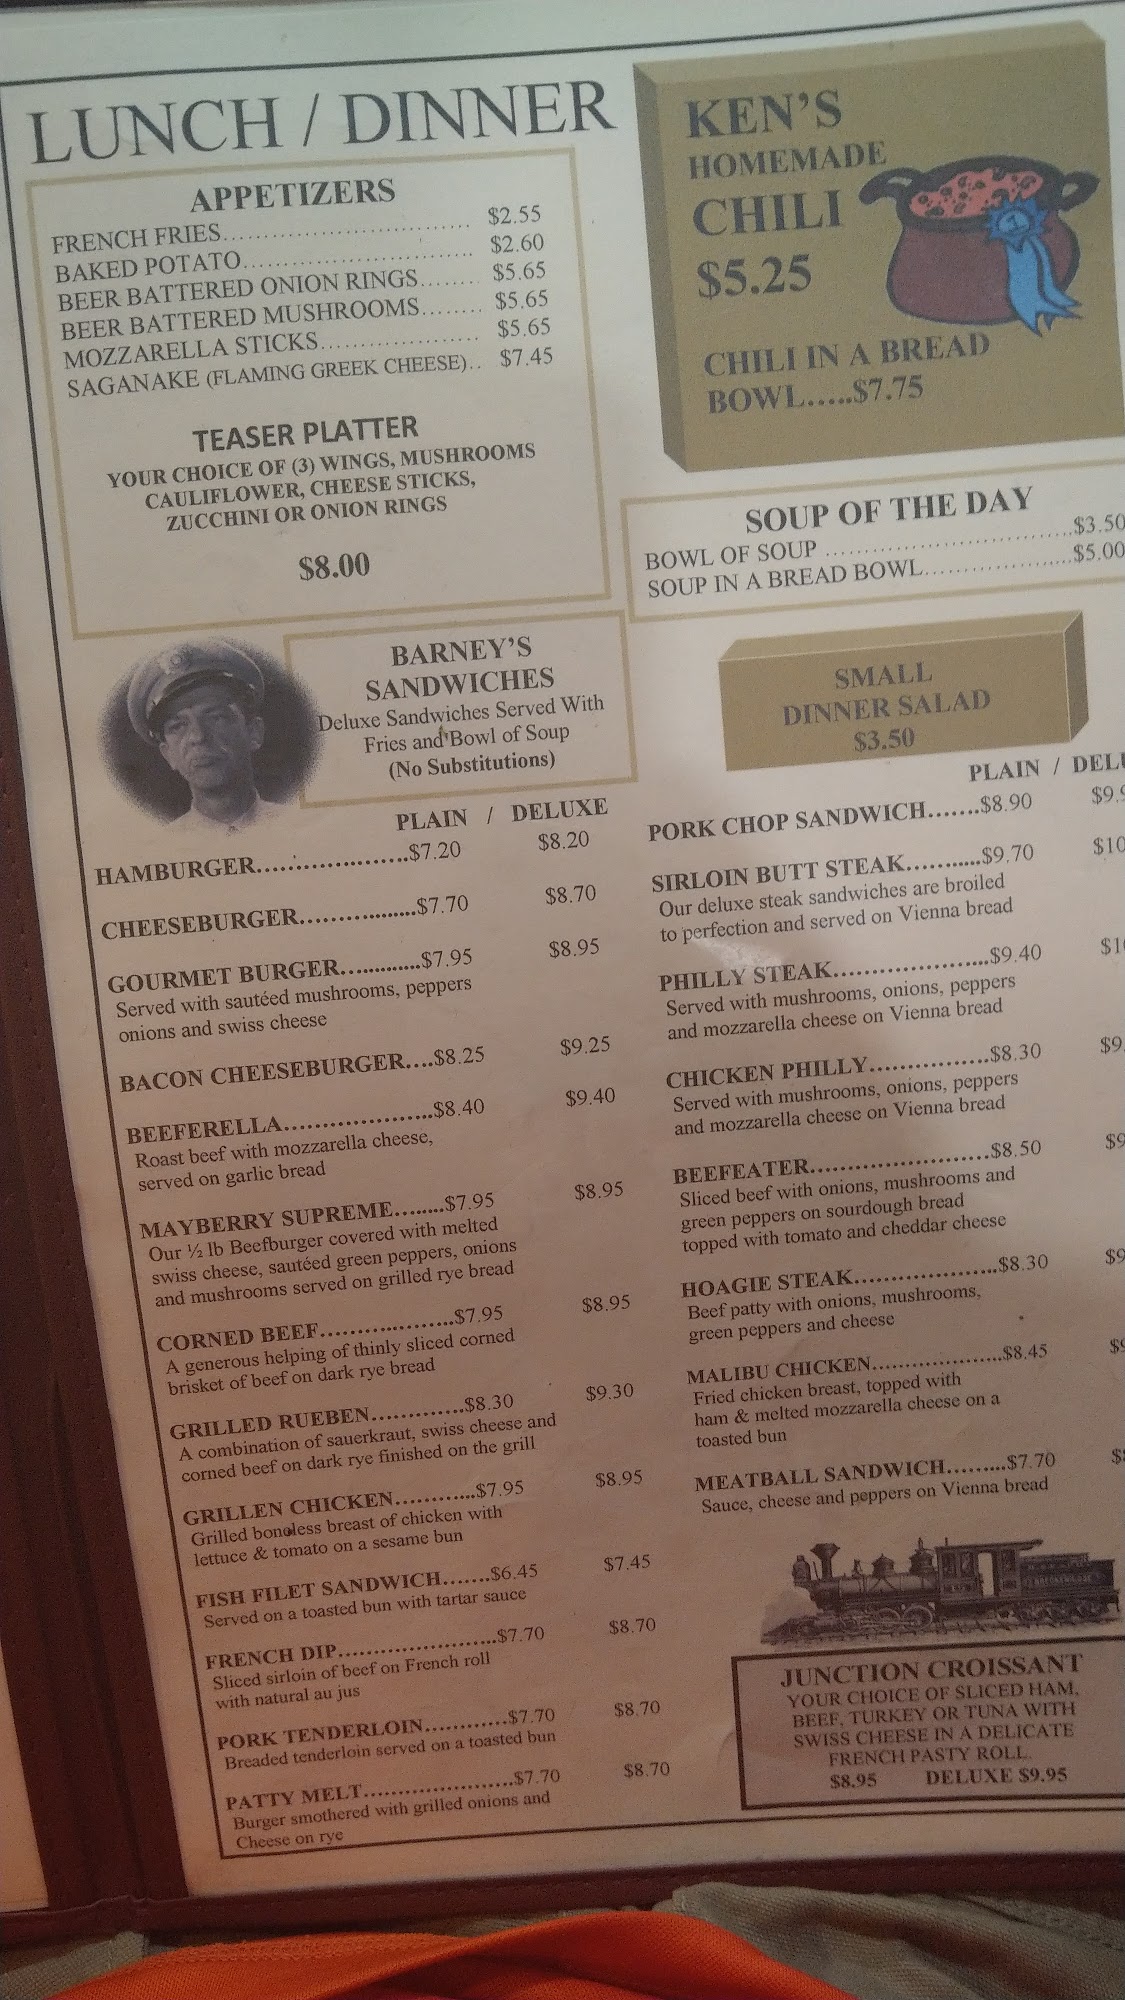 LUNCH / DINNER
APPETIZERS
FRENCH FRIES.............................. $2.55
BAKED POTATO............................ $2.60
BEER BATTERED ONION RINGS........ $5.65
BEER BATTERED MUSHROOMS........ $5.65
MOZZARELLA STICKS.................... $5.65
SAGANAKE (FLAMING GREEK CHEESE).. $7.45
TEASER PLATTER
YOUR CHOICE OF (3) WINGS, MUSHROOMS
CAULIFLOWER, CHEESE STICKS,
ZUCCHINI OR ONION RINGS
$8.00
KEN'S
HOMEMADE
CHILI
$5.25
CHILI IN A BREAD
BOWL.....$7.75
1
SOUP OF THE DAY
BOWL OF SOUP ..............................$3.50
SOUP IN A BREAD BOWL....................$5.00
SMALL
DINNER SALAD
$3.50
BARNEY'S
SANDWICHES
Deluxe Sandwiches Served With
Fries and Bowl of Soup
(No Substitutions)
PLAIN / DELUXE
HAMBURGER......................$7.20 $8.20
CHEESEBURGER.................$7.70 $8.70
GOURMET BURGER..............$7.95 $8.95
Served with sautéed mushrooms, peppers
onions and swiss cheese
BACON CHEESEBURGER....$8.25 $9.25
BEEFERELLA.....................$8.40 $9.40
Roast beef with mozzarella cheese,
served on garlic bread
MAYBERRY SUPREME........$7.95 $8.95
Our ½ lb Beefburger covered with melted
swiss cheese, sautéed green peppers, onions
and mushrooms served on grilled rye bread
CORNED BEEF...................$7.95 $8.95
A generous helping of thinly sliced corned
brisket of beef on dark rye bread
GRILLED RUEBEN.............$8.30 $9.30
A combination of sauerkraut, swiss cheese and
corned beef on dark rye finished on the grill
GRILLEN CHICKEN............$7.95 $8.95
Grilled boneless breast of chicken with
lettuce & tomato on a sesame bun
FISH FILET SANDWICH.......$6.45 $7.45
Served on a toasted bun with tartar sauce
FRENCH DIP.......................$7.70 $8.70
Sliced sirloin of beef on French roll
with natural au jus
PORK TENDERLOIN............$7.70 $8.70
Breaded tenderloin served on a toasted bun
PATTY MELT......................$7.70 $8.70
Burger smothered with grilled onions and
Cheese on rye
PLAIN / DELU
PORK CHOP SANDWICH.......$8.90 $9.9
SIRLOIN BUTT STEAK...........$9.70 $10
Our deluxe steak sandwiches are broiled
to perfection and served on Vienna bread
PHILLY STEAK......................$9.40 $10
Served with mushrooms, onions, peppers
and mozzarella cheese on Vienna bread
CHICKEN PHILLY................$8.30 $9.
Served with mushrooms, onions, peppers
and mozzarella cheese on Vienna bread
BEEFEATER........................$8.50 $9
Sliced beef with onions, mushrooms and
green peppers on sourdough bread
topped with tomato and cheddar cheese
HOAGIE STEAK....................$8.30 $9
Beef patty with onions, mushrooms,
green peppers and cheese
MALIBU CHICKEN..................$8.45 $9
Fried chicken breast, topped with
ham & melted mozzarella cheese on a
toasted bun
MEATBALL SANDWICH.........$7.70 $8
Sauce, cheese and peppers on Vienna bread
JUNCTION CROISSANT
YOUR CHOICE OF SLICED HAM,
BEEF, TURKEY OR TUNA WITH
SWISS CHEESE IN A DELICATE
FRENCH PASTY ROLL.
$8.95 DELUXE $9.95